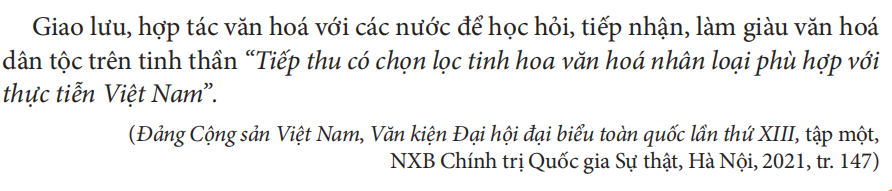 Giao lưu, hợp tác văn hoá với các nước để học hỏi, tiếp nhận, làm giàu văn hoá
dân tộc trên tinh thần “Tiếp thu có chọn lọc tinh hoa văn hoá nhân loại phù hợp với
thực tiễn Việt Nam”.
(Đảng Cộng sản Việt Nam, Văn kiện Đại hội đại biểu toàn quốc lần thứ XIII, tập một,
NXB Chính trị Quốc gia Sự thật, Hà Nội, 2021, tr. 147)